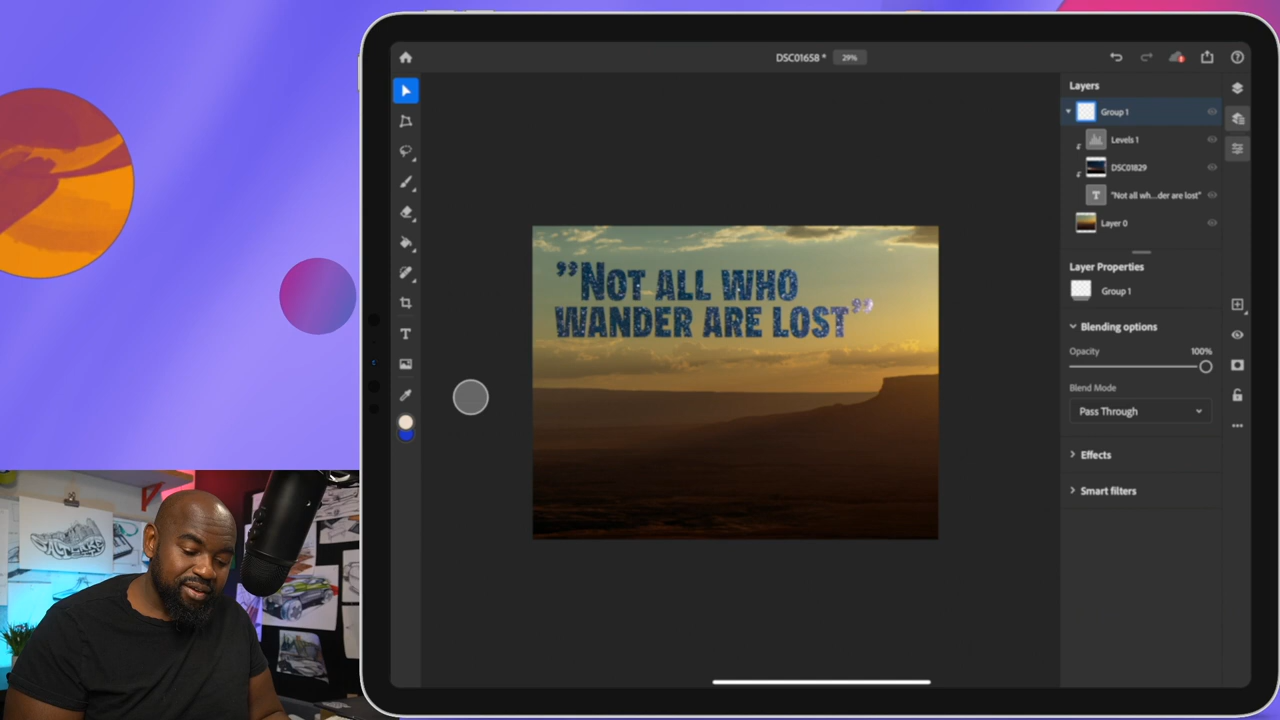 DSC01658 *
29%
Layers
Group 1
Levels 1
DSC01829
T
"Not all wh...der are lost"
Layer 0
”NOT ALL WHO
WANDER ARE LOST”
Layer Properties
Group 1
Blending options
Opacity
100%
Blend Mode
Pass Through
Effects
Smart filters
T